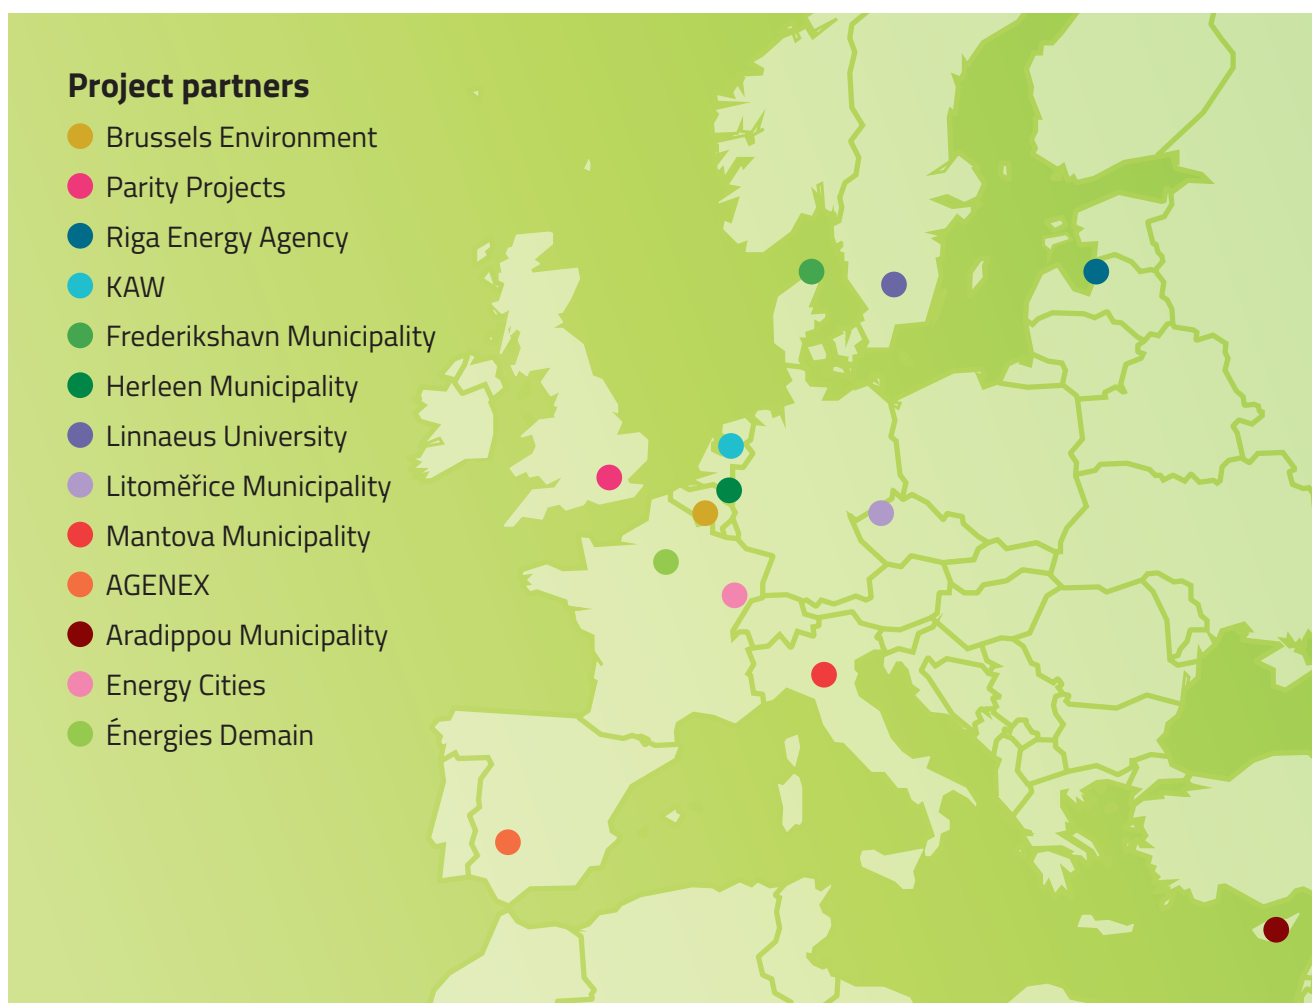 Project partners
Brussels Environment
Parity Projects
Riga Energy Agency
KAW
Frederikshavn Municipality
Herleen Municipality
Linnaeus University
Litoměřice Municipality
Mantova Municipality
AGENEX
Aradippou Municipality
Energy Cities
Énergies Demain